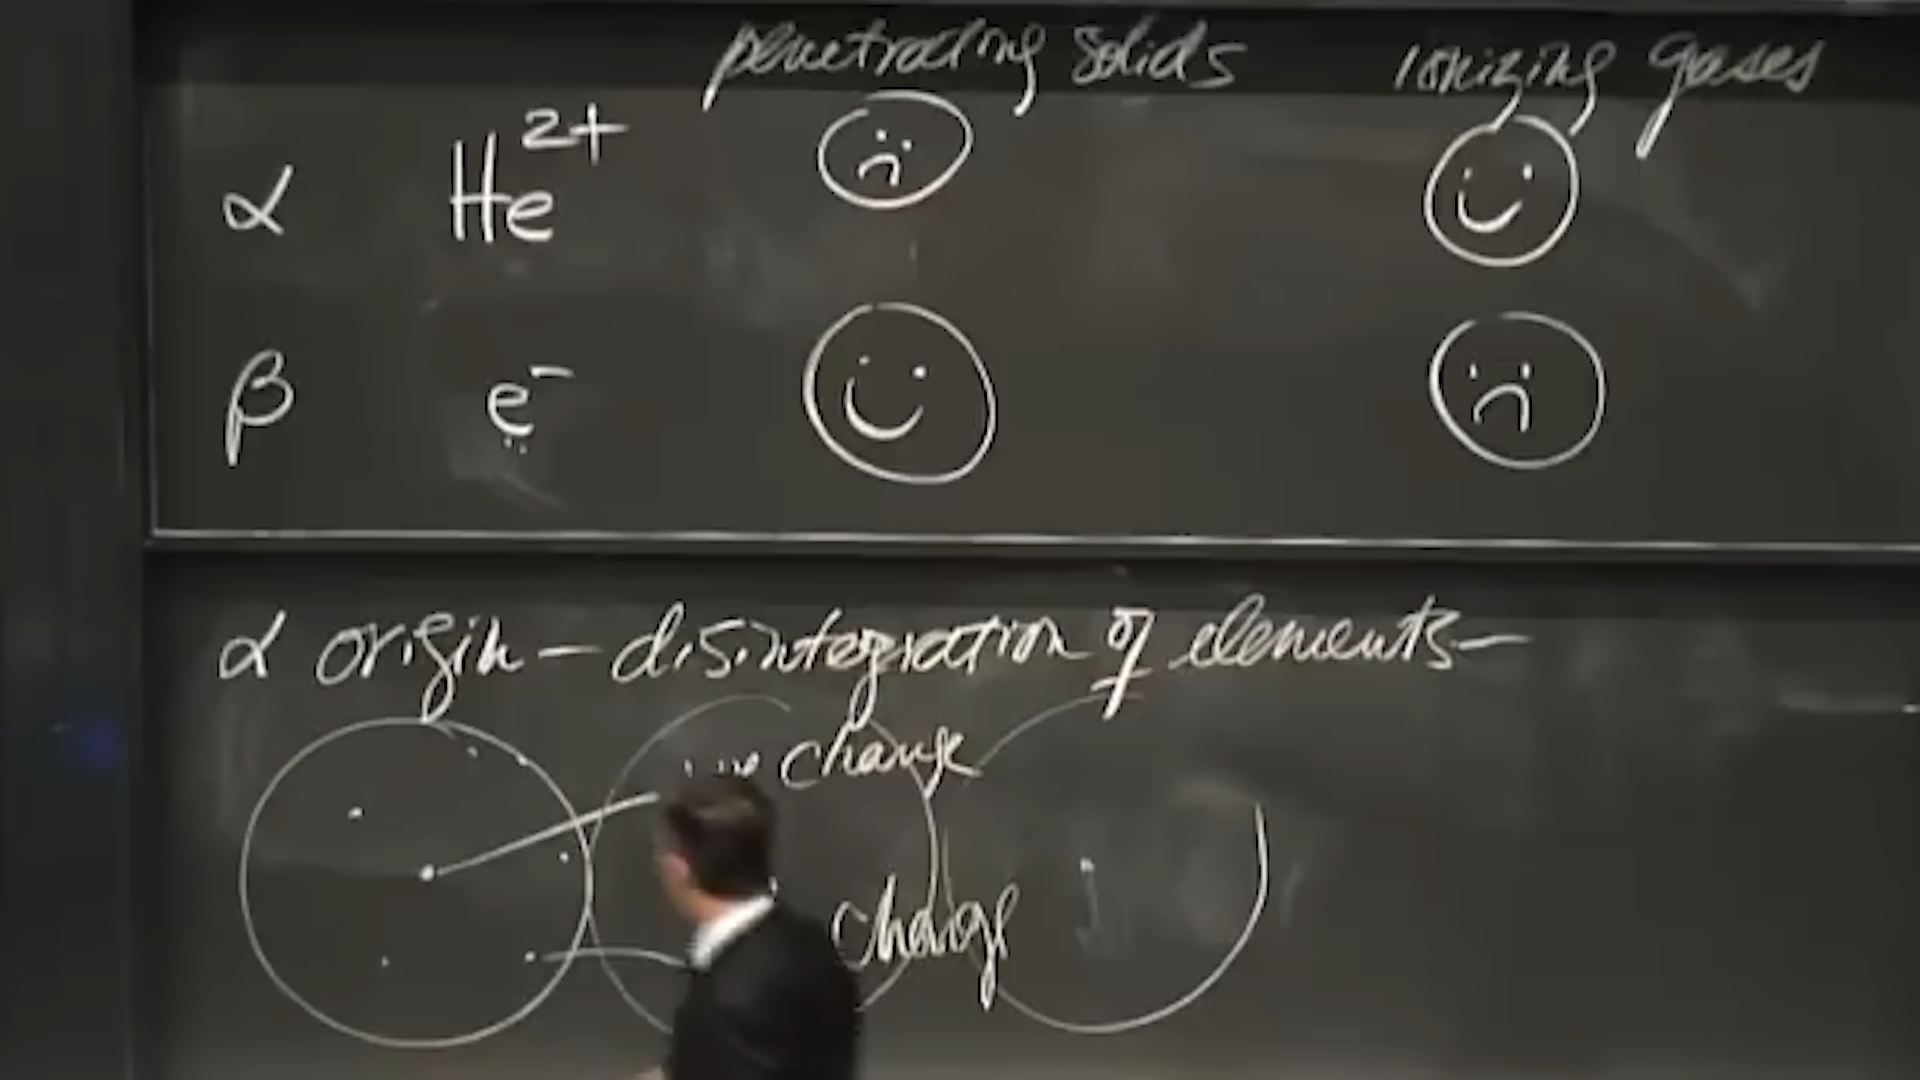 penetrating solids ionizing gases
α He²⁺
β e⁻
α origin — disintegration of elements —
charge
charge